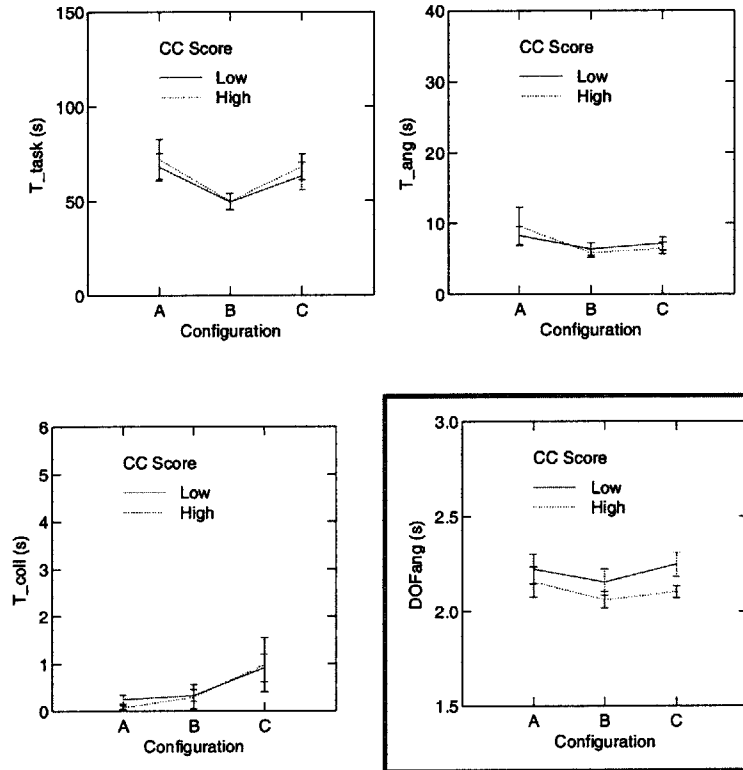 150
100
50
0
T_task (s)
CC Score
Low
High
A B C
Configuration
40
30
20
10
0
T_ang (s)
CC Score
Low
High
A B C
Configuration
6
5
4
3
2
1
0
T_coll (s)
CC Score
Low
High
A B C
Configuration
3.0
2.5
2.0
1.5
DOFang (s)
CC Score
Low
High
A B C
Configuration